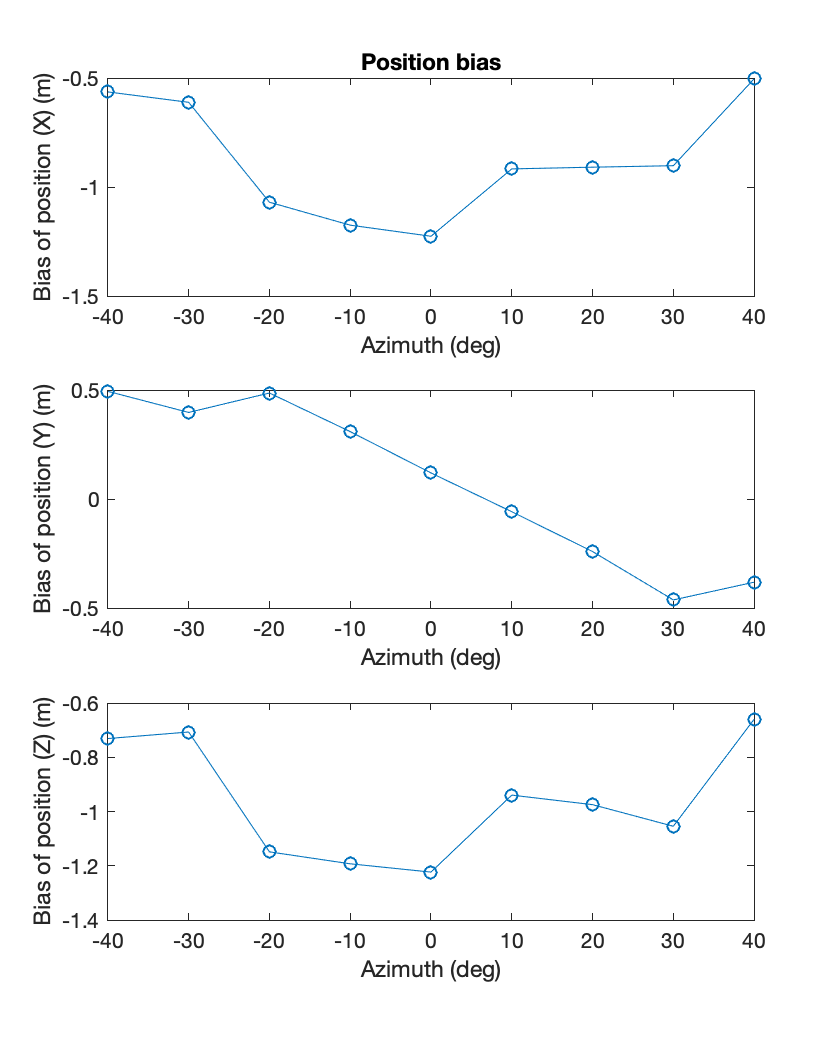 Position bias
Bias of position (X) (m)
-0.5
-1
-1.5
-40 -30 -20 -10 0 10 20 30 40
Azimuth (deg)
Bias of position (Y) (m)
0.5
0
-0.5
-40 -30 -20 -10 0 10 20 30 40
Azimuth (deg)
Bias of position (Z) (m)
-0.6
-0.8
-1
-1.2
-1.4
-40 -30 -20 -10 0 10 20 30 40
Azimuth (deg)